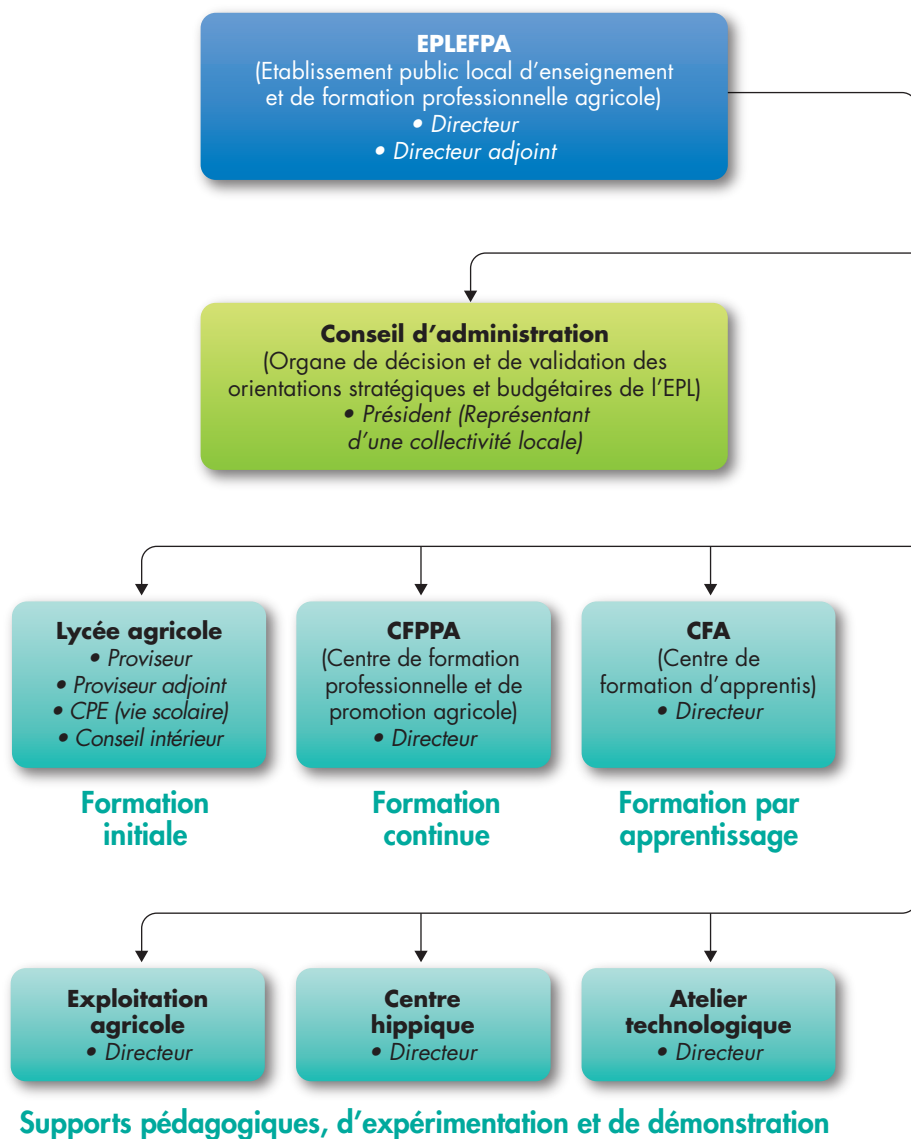 EPLEFPA
(Etablissement public local d’enseignement
et de formation professionnelle agricole)
• Directeur
• Directeur adjoint
Conseil d’administration
(Organe de décision et de validation des
orientations stratégiques et budgétaires de l’EPL)
• Président (Représentant
d’une collectivité locale)
Lycée agricole
• Proviseur
• Proviseur adjoint
• CPE (vie scolaire)
• Conseil intérieur
Formation
initiale
CFPPA
(Centre de formation
professionnelle et de
promotion agricole)
• Directeur
Formation
continue
CFA
(Centre de
formation d’apprentis)
• Directeur
Formation par
apprentissage
Exploitation
agricole
• Directeur
Centre
hippique
• Directeur
Atelier
technologique
• Directeur
Supports pédagogiques, d’expérimentation et de démonstration